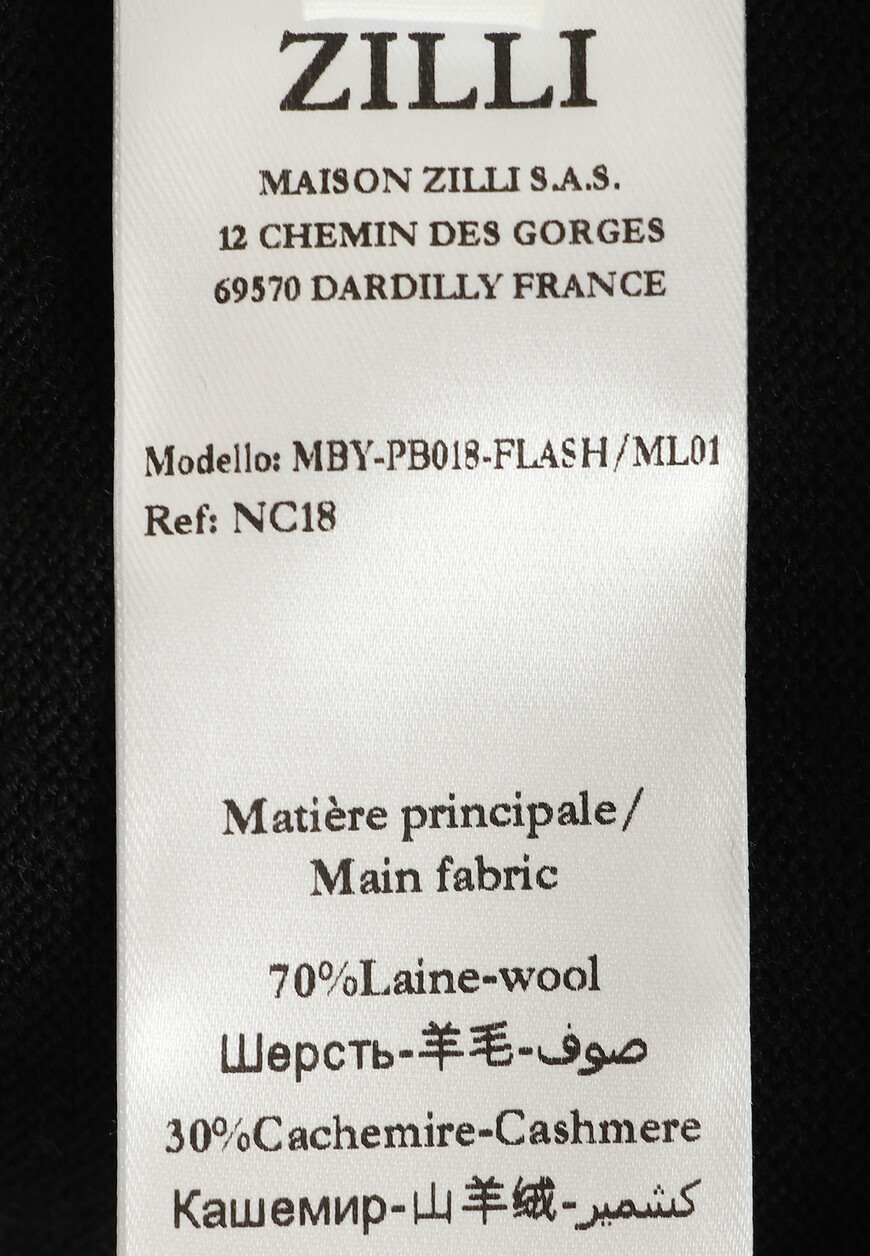 ZILLI
MAISON ZILLI S.A.S.
12 CHEMIN DES GORGES
69570 DARDILLY FRANCE
Modello: MBY-PB018-FLASH/ML01
Ref: NC18
Matière principale/
Main fabric
70%Laine-wool
Шерсть-羊毛-صوف
30%Cachemire-Cashmere
Кашемир-山羊绒-كشمير